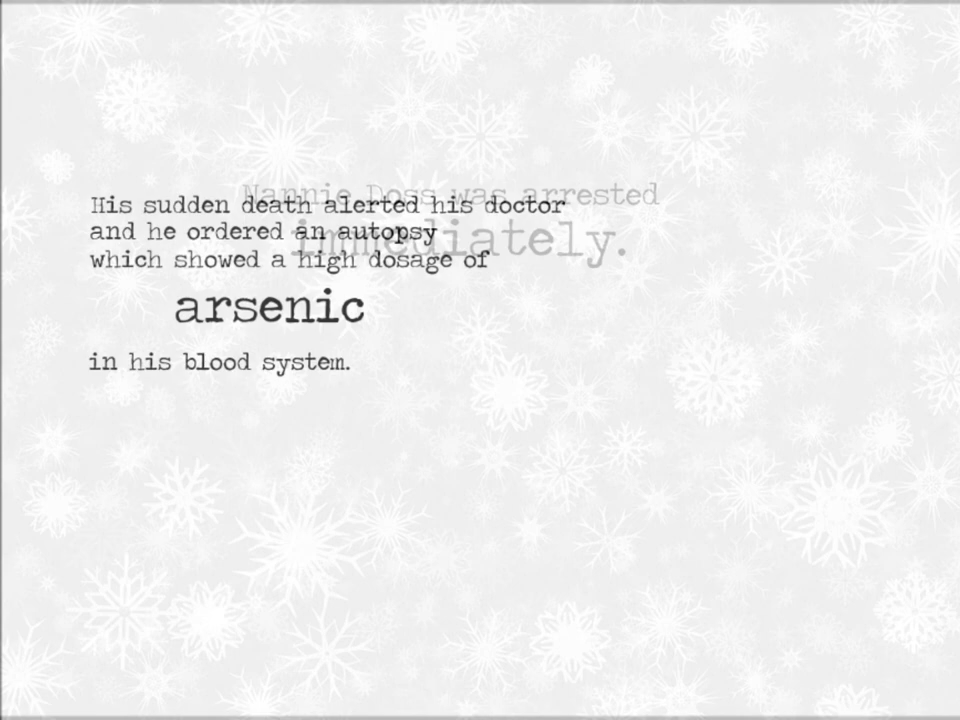 Nannie Doss was arrested
immediately.
His sudden death alerted his doctor
and he ordered an autopsy
which showed a high dosage of
arsenic
in his blood system.